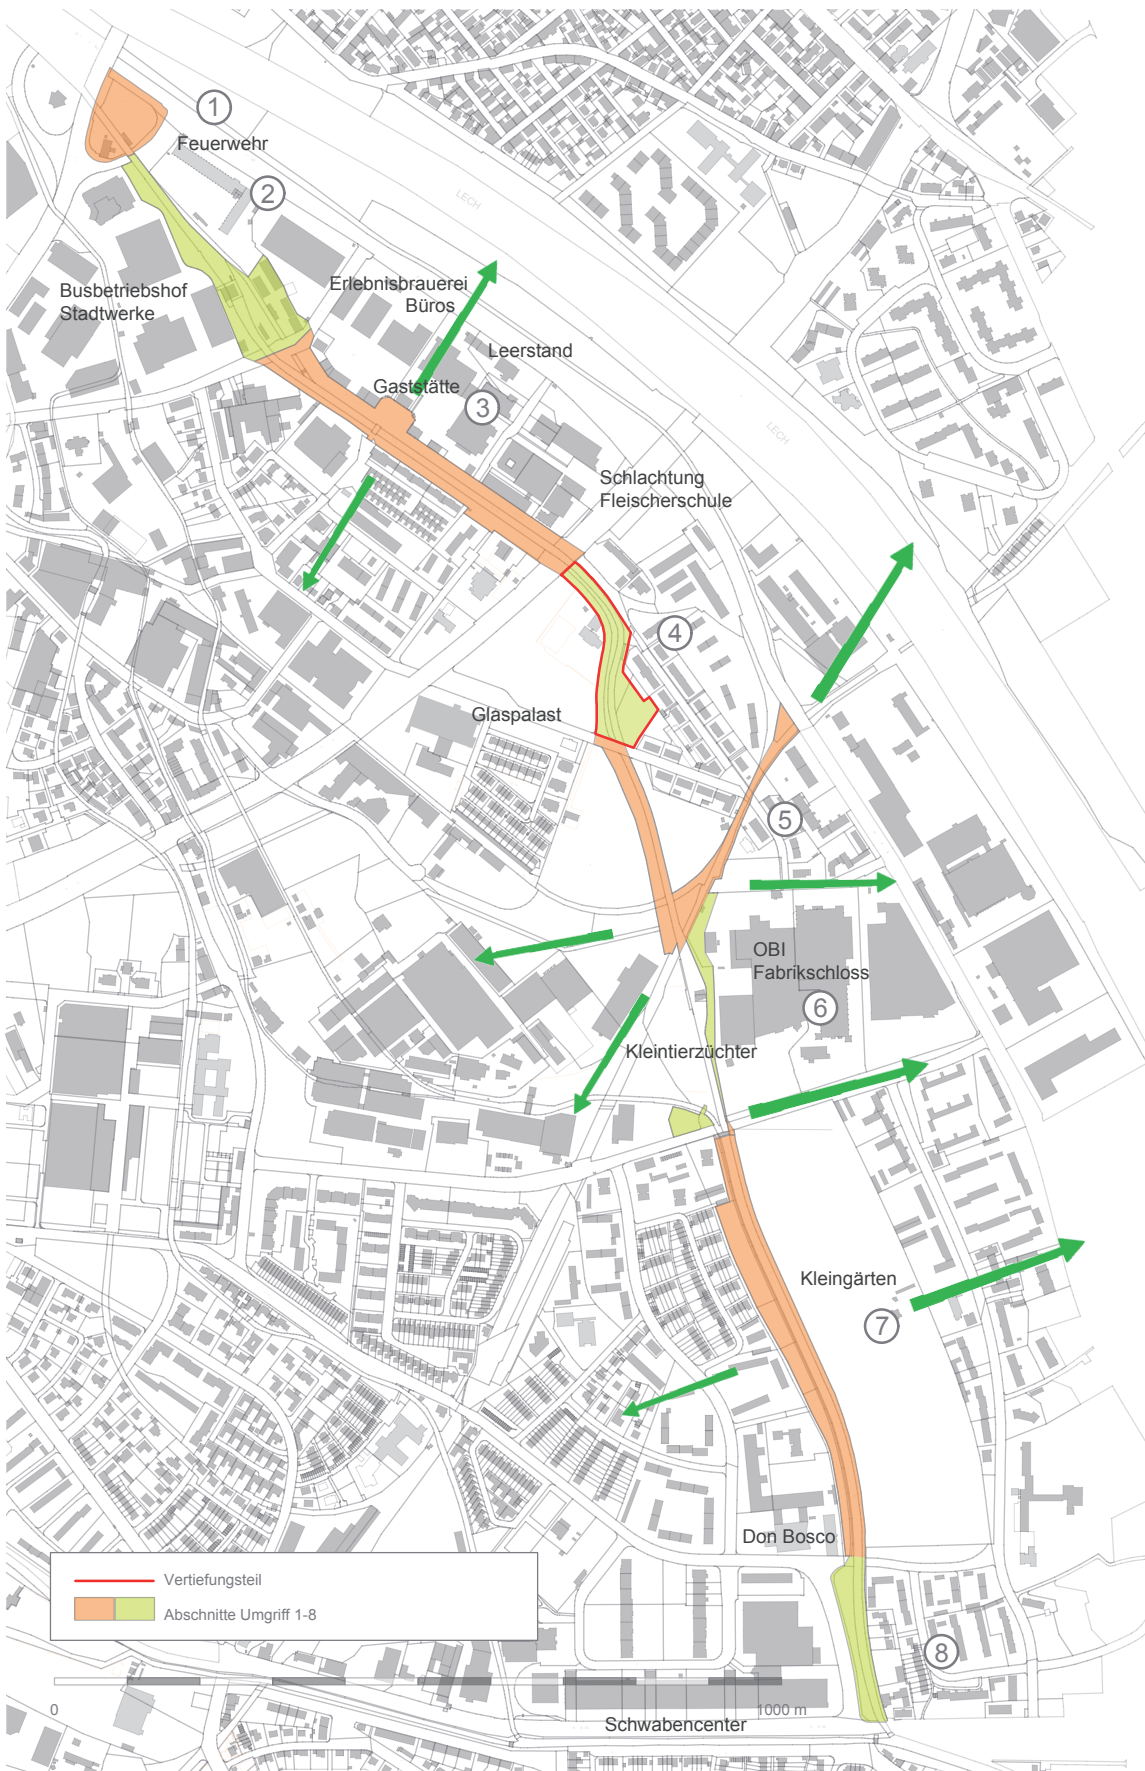 1
Feuerwehr
2
LECH
Busbetriebshof
Stadtwerke
Erlebnisbrauerei
Büros
Leerstand
Gaststätte
3
LECH
Schlachtung
Fleischerschule
4
Glaspalast
5
OBI
Fabrikschloss
6
Kleintierzüchter
Kleingärten
7
Don Bosco
Vertiefungsteil
Abschnitte Umgriff 1-8
8
0
1000 m
Schwabencenter